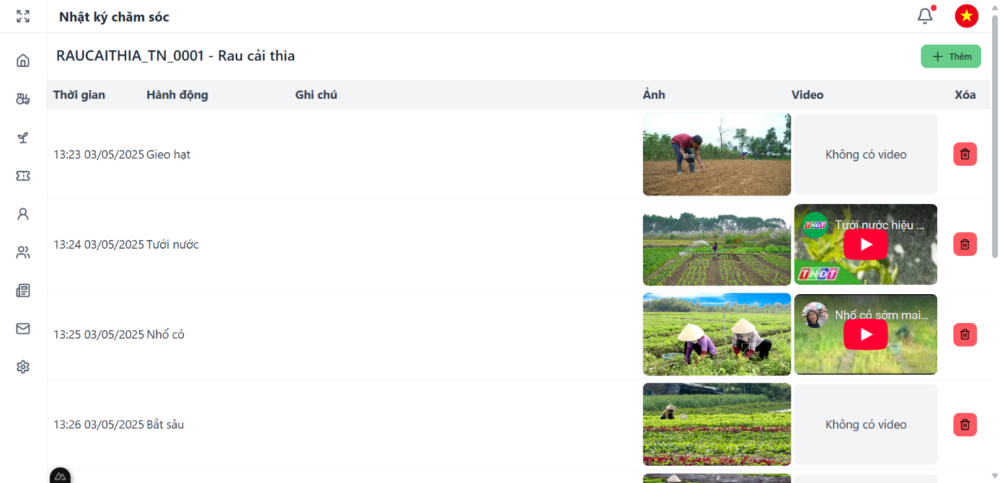 Nhật ký chăm sóc
RAUCAITHIA_TN_0001 - Rau cải thìa
Thêm
Thời gian Hành động Ghi chú Ảnh Video Xóa
13:23 03/05/2025 Gieo hạt Không có video
13:24 03/05/2025 Tưới nước
THĐT Tưới nước hiệu ...
THĐT
13:25 03/05/2025 Nhổ cỏ
Nhổ cỏ sớm mai...
13:26 03/05/2025 Bắt sâu Không có video